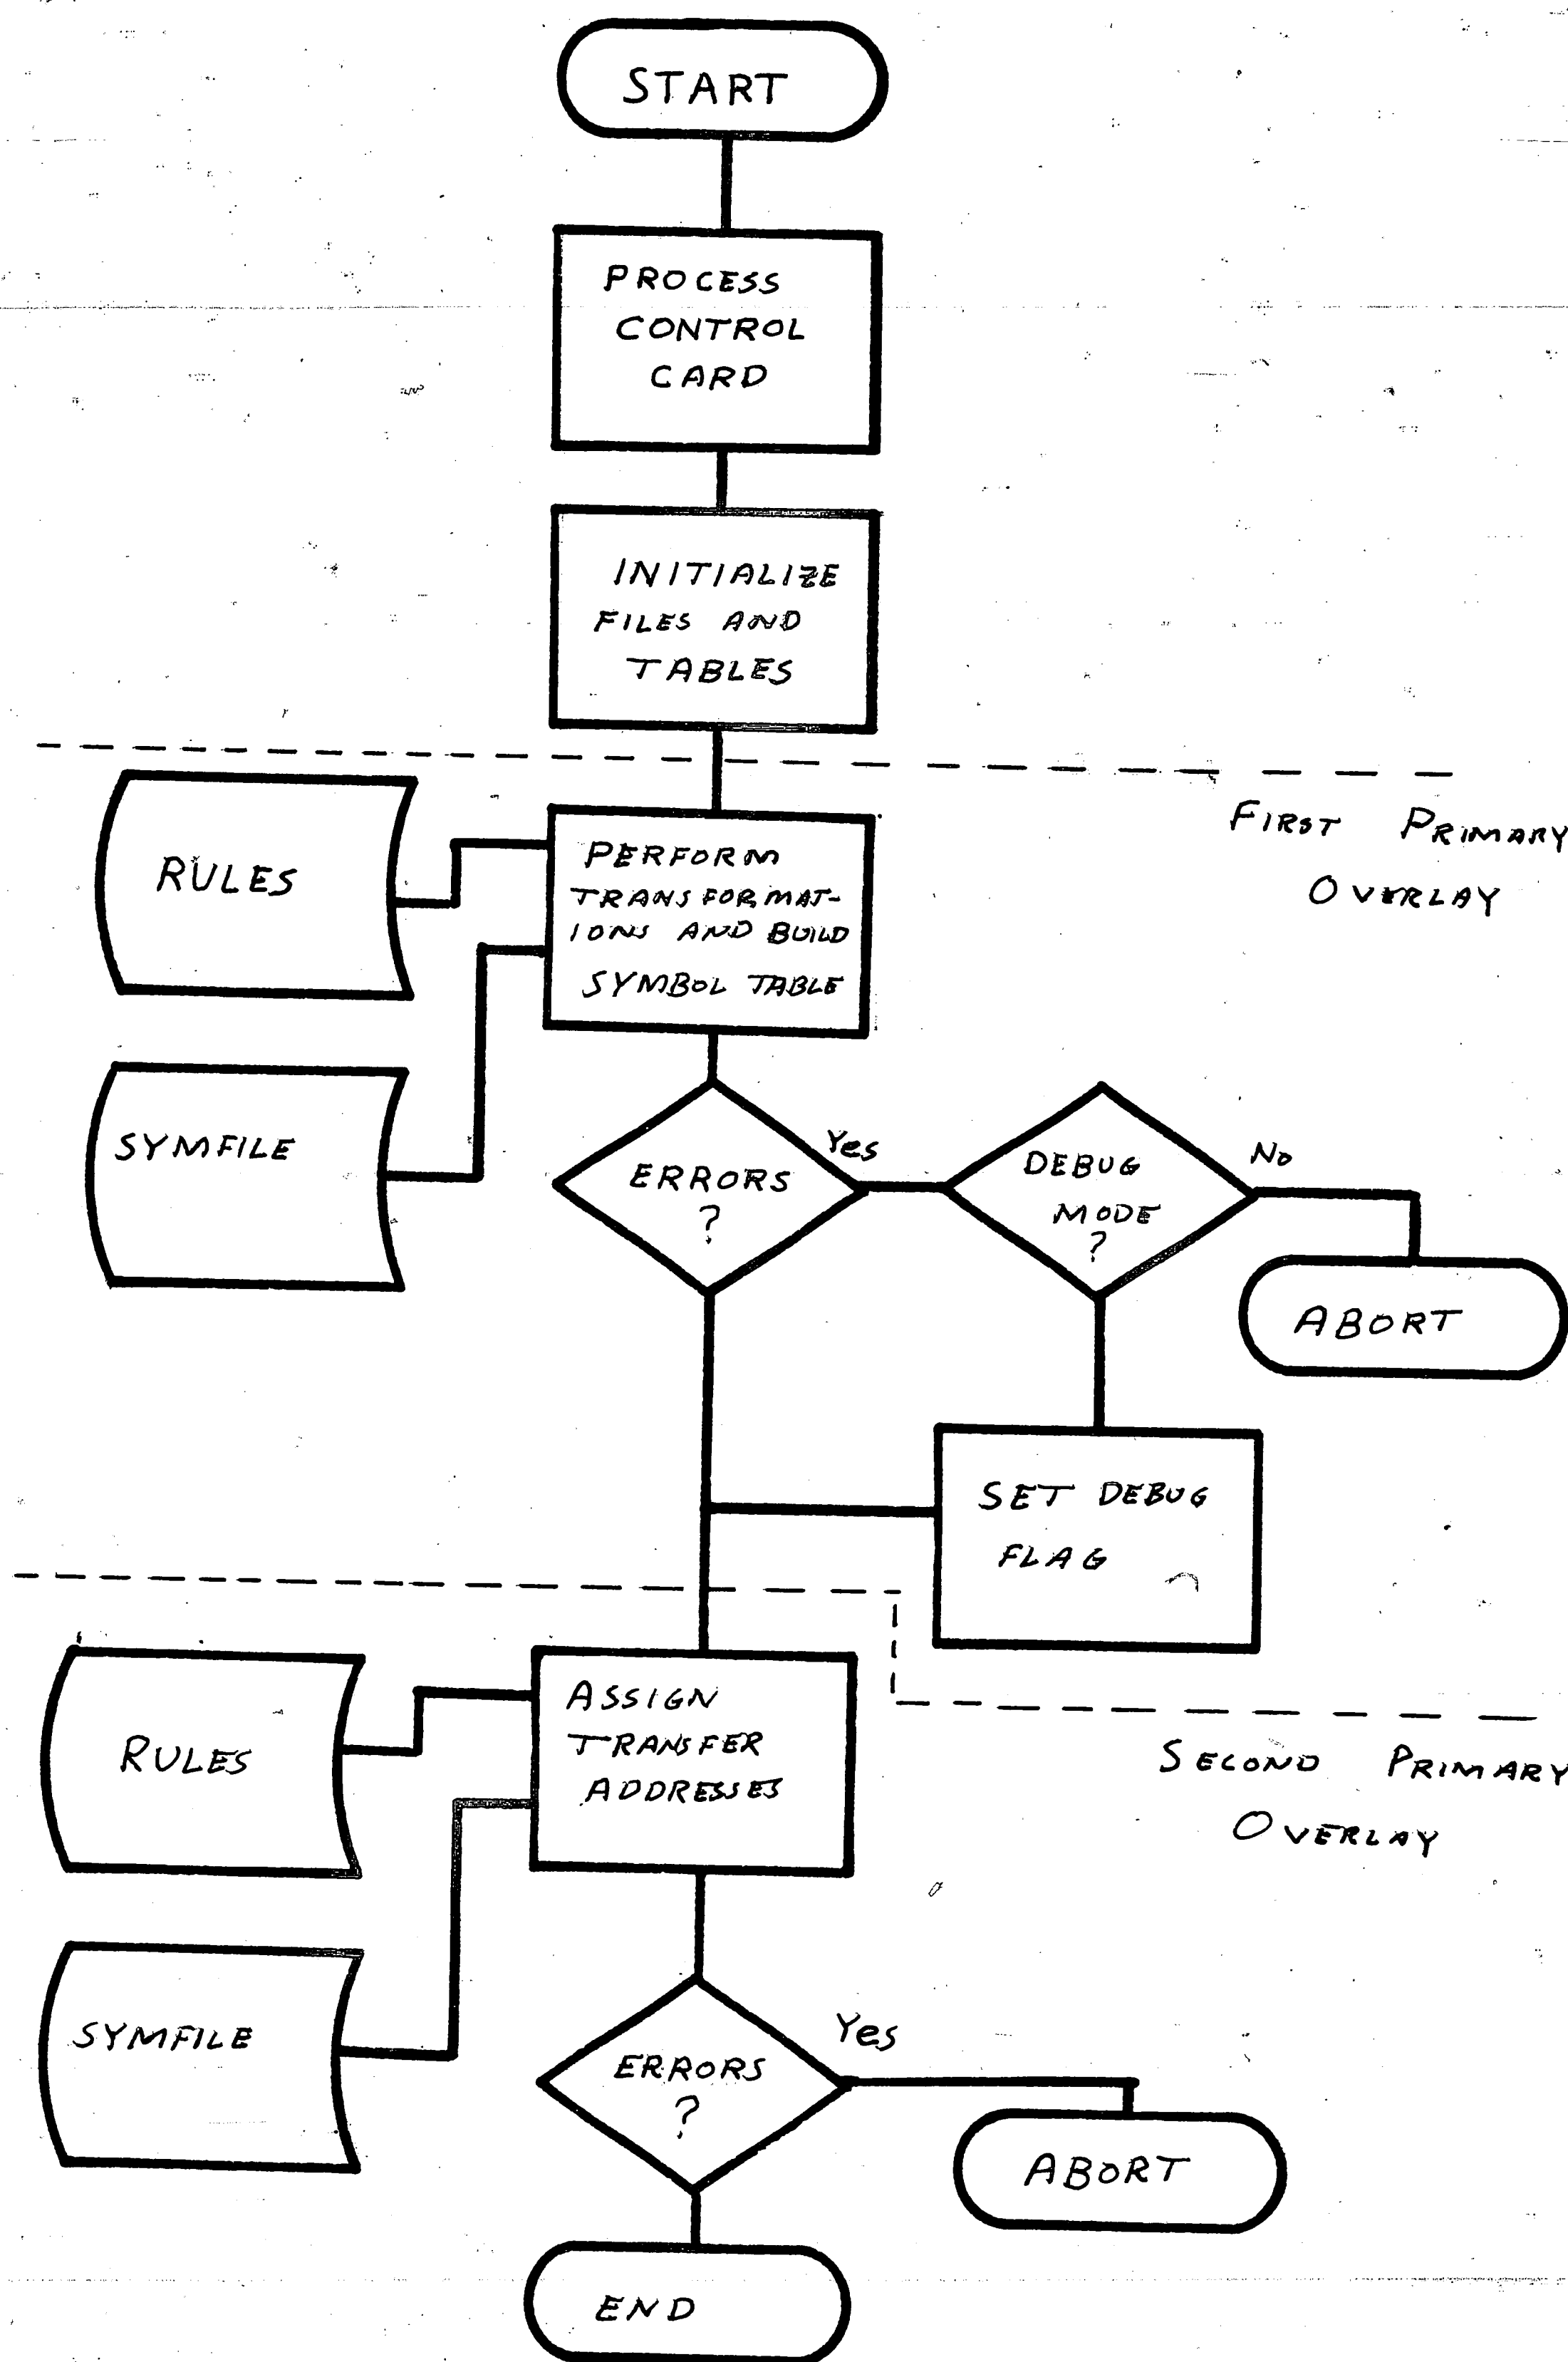 START
PROCESS
CONTROL
CARD
INITIALIZE
FILES AND
TABLES
FIRST PRIMARY
OVERLAY
RULES
PERFORM
TRANSFORMAT-
IONS AND BUILD
SYMBOL TABLE
SYMFILE
ERRORS
?
Yes
DEBUG
MODE
?
No
ABORT
SET DEBUG
FLAG
SECOND PRIMARY
OVERLAY
RULES
ASSIGN
TRANSFER
ADDRESSES
SYMFILE
ERRORS
?
Yes
ABORT
END